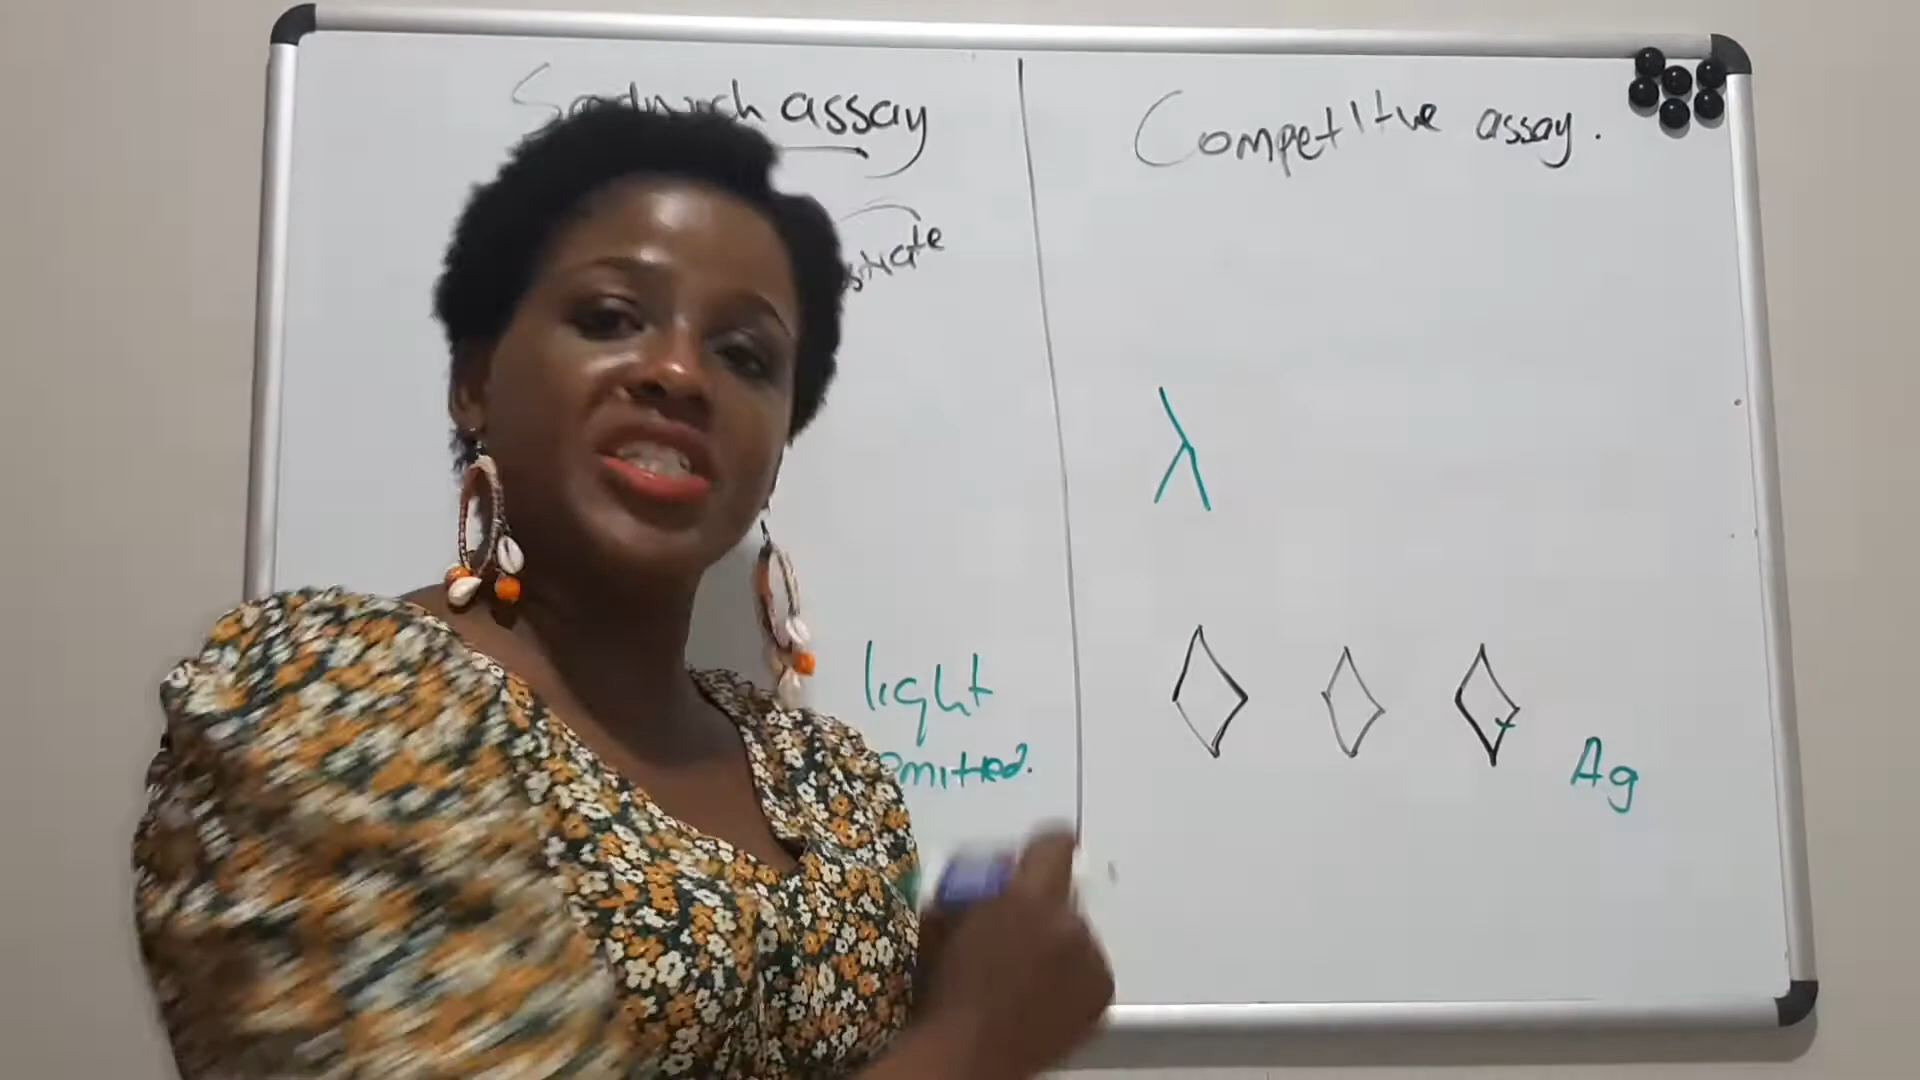 Sandwich assay
light
emitted.
Competitive assay.
Ag